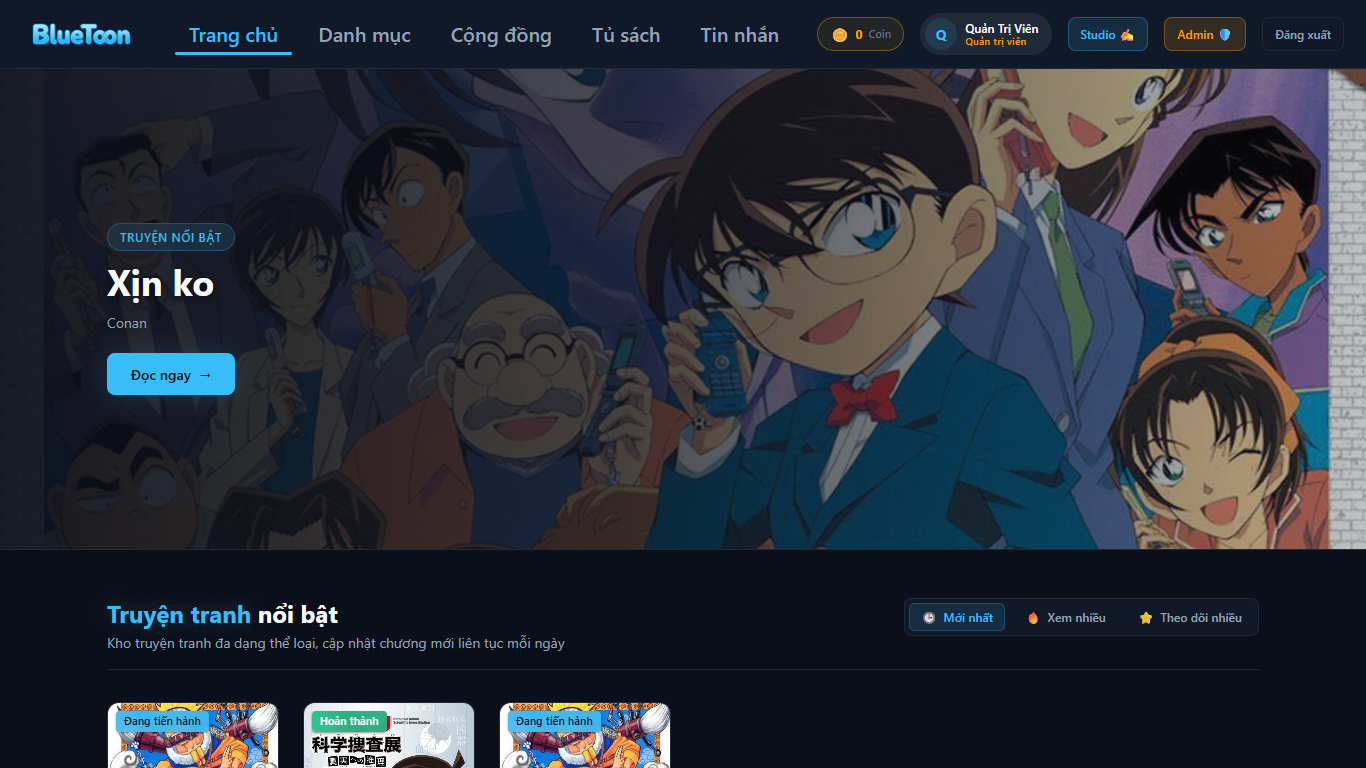 BlueToon
Trang chủ
Danh mục
Cộng đồng
Tủ sách
Tin nhắn
0 Coin
Q
Quản Trị Viên
Quản trị viên
Studio
Admin
Đăng xuất
TRUYỆN NỔI BẬT
Xịn ko
Conan
Đọc ngay →
Truyện tranh nổi bật
Kho truyện tranh đa dạng thể loại, cập nhật chương mới liên tục mỗi ngày
Mới nhất
Xem nhiều
Theo dõi nhiều
Đang tiến hành
Hoàn thành
科学捜査展
Đang tiến hành